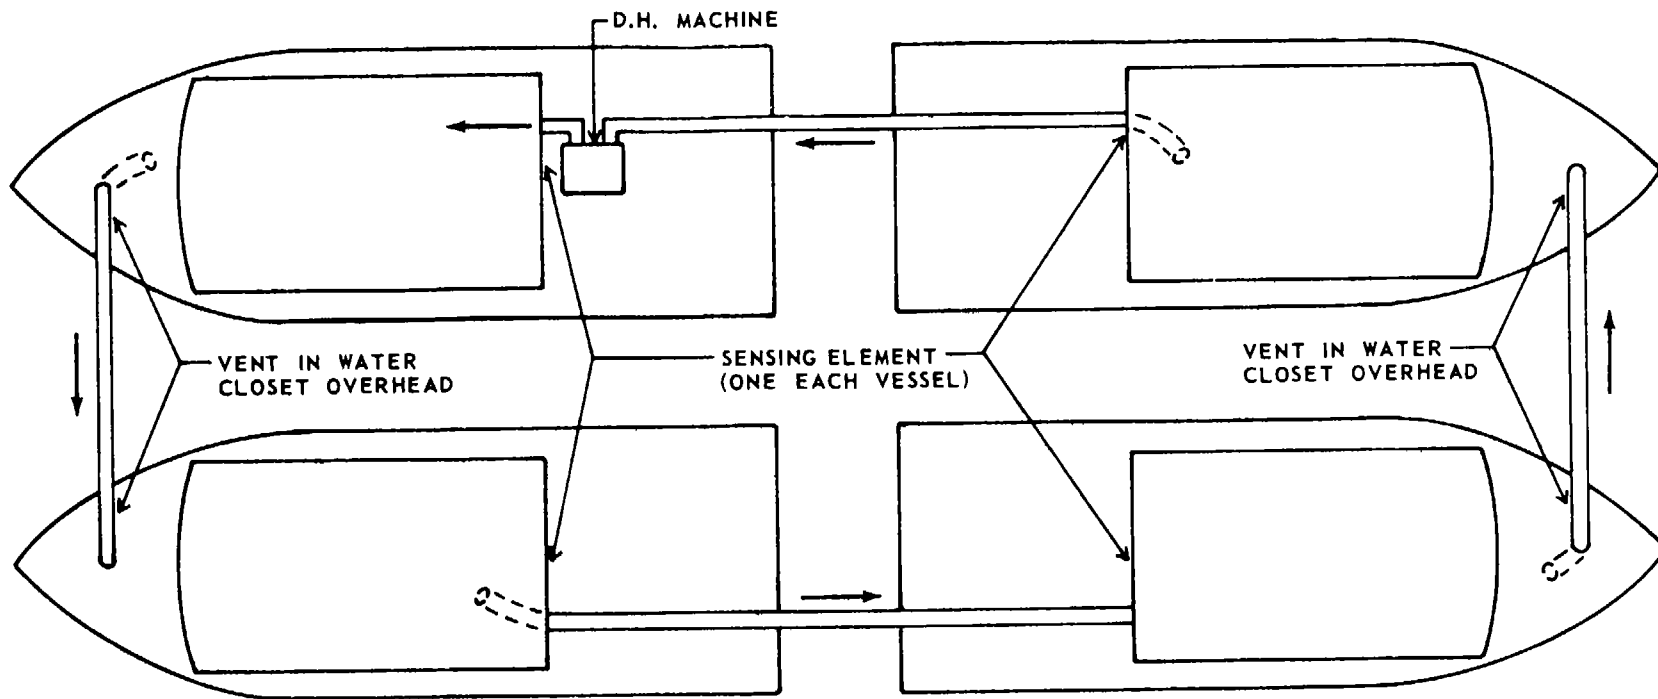 D.H. MACHINE
VENT IN WATER
CLOSET OVERHEAD
SENSING ELEMENT
(ONE EACH VESSEL)
VENT IN WATER
CLOSET OVERHEAD